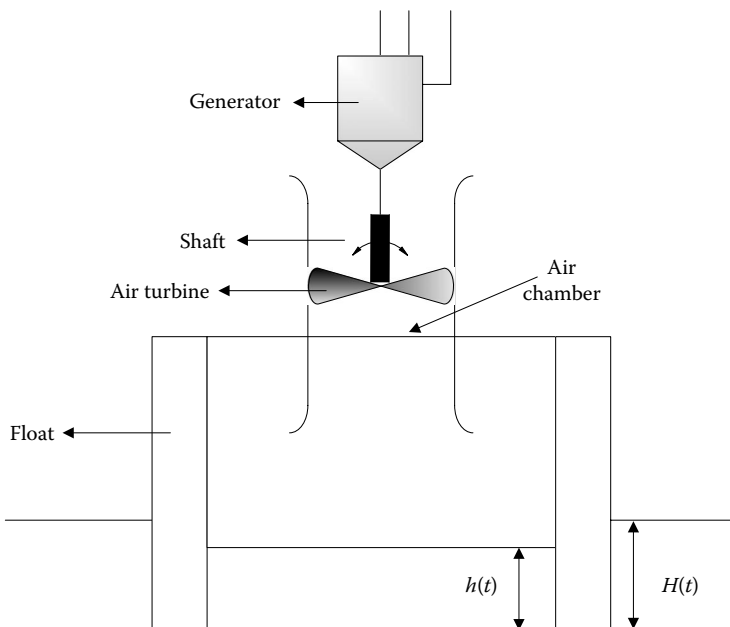 Generator
Shaft
Air turbine
Air
chamber
Float
h(t)
H(t)